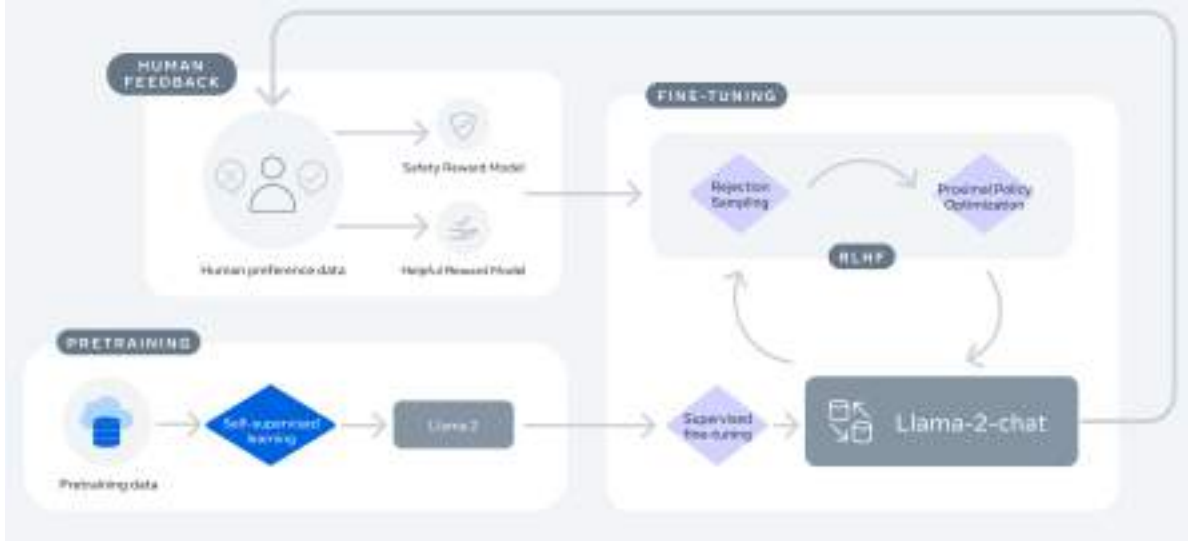 HUMAN
FEEDBACK
Safety Reward Model
Human preference data
Helpful Reward Model
FINE-TUNING
Rejection
Sampling
Proximal Policy
Optimization
RLHF
PRETRAINING
Pretraining data
Self-supervised
learning
Llama 2
Supervised
fine-tuning
Llama-2-chat